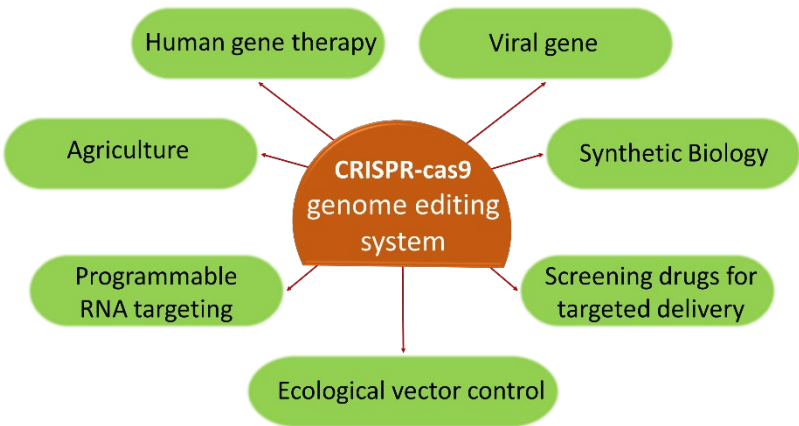 Human gene therapy
Viral gene
Agriculture
CRISPR-cas9
genome editing
system
Synthetic Biology
Programmable
RNA targeting
Screening drugs for
targeted delivery
Ecological vector control